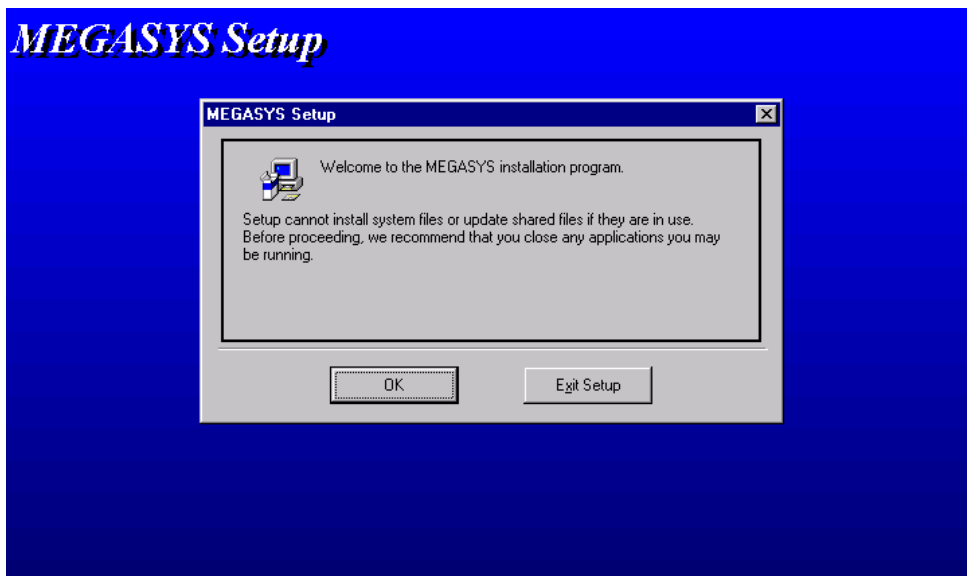 MEGASYS Setup
MEGASYS Setup
Welcome to the MEGASYS installation program.
Setup cannot install system files or update shared files if they are in use.
Before proceeding, we recommend that you close any applications you may
be running.
OK
Exit Setup